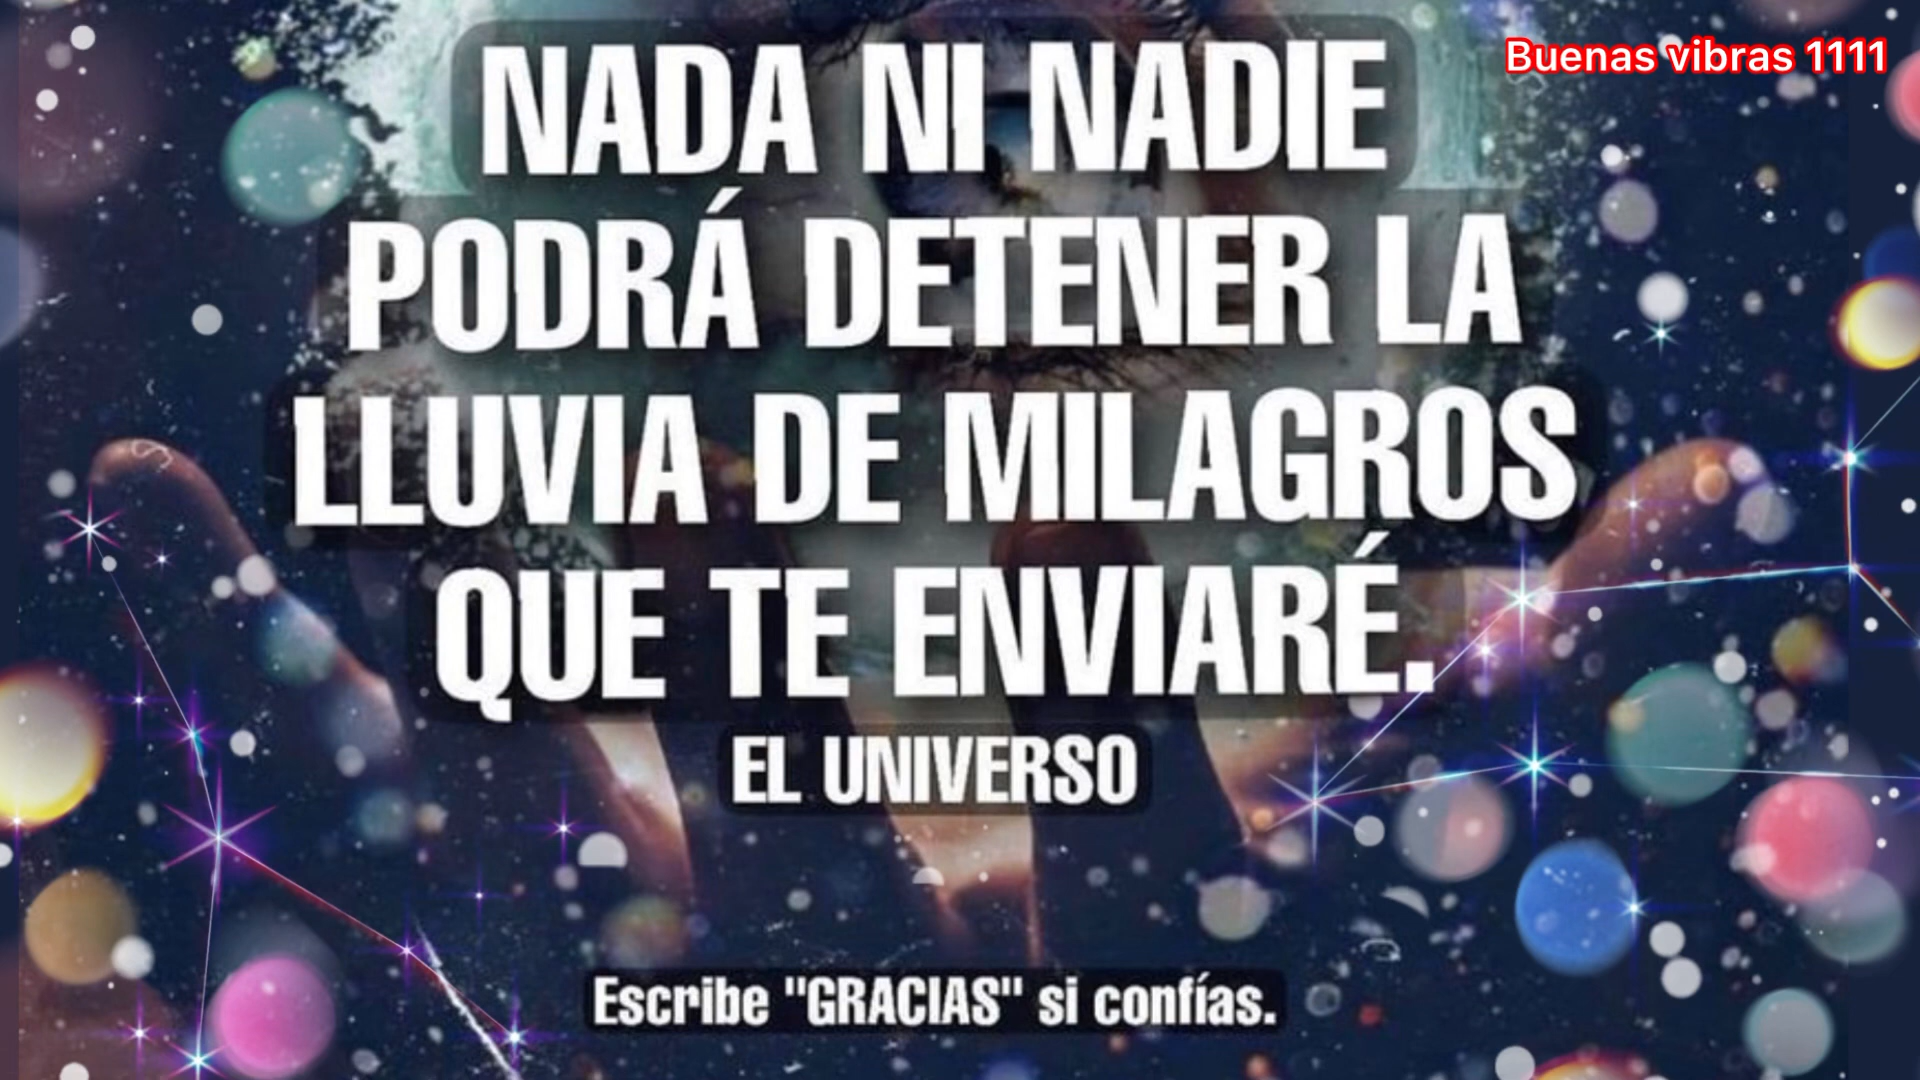 Buenas vibras 1111
NADA NI NADIE
PODRÁ DETENER LA
LLUVIA DE MILAGROS
QUE TE ENVIARÉ.
EL UNIVERSO
Escribe "GRACIAS" si confías.